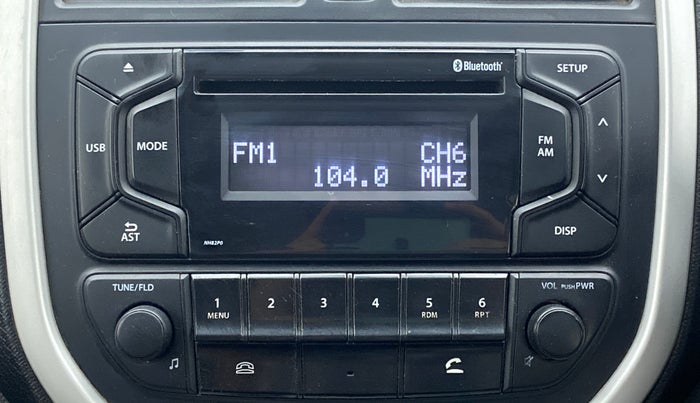 Bluetooth
SETUP
USB
MODE
FM1 CH6
104.0 MHz
FM
AM
AST
NH82P0
DISP
TUNE/FLD
1
MENU
2
3
4
5
RDM
6
RPT
VOL PUSH PWR